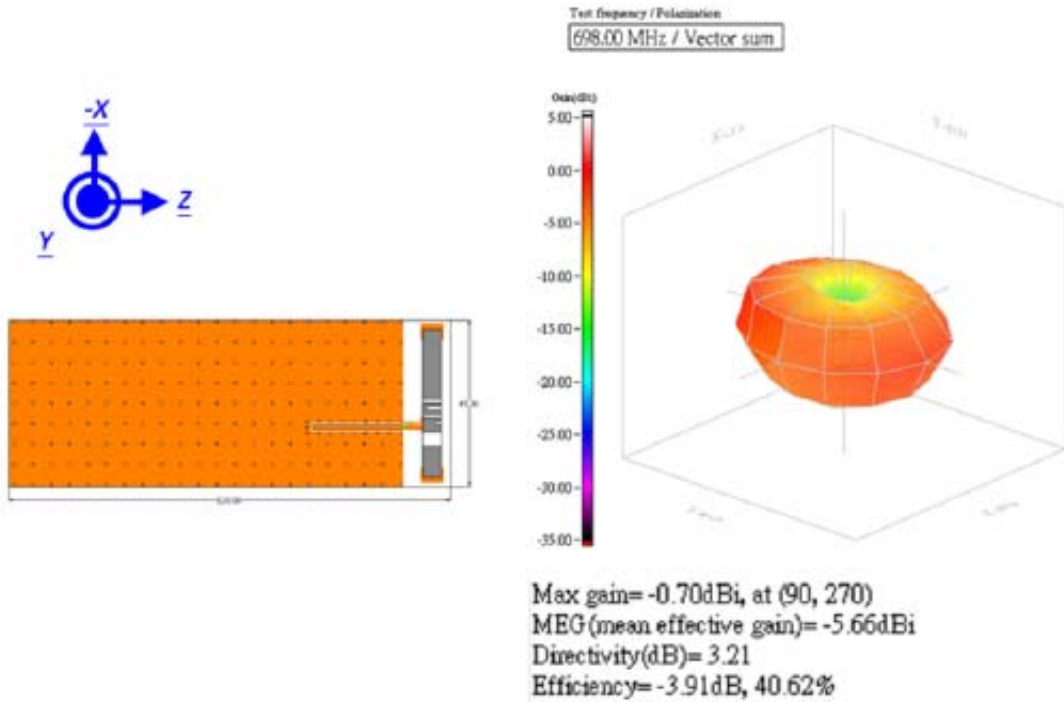 Test frequency / Polarization
698.00 MHz / Vector sum
-X
Z
Y
Gain(dBi)
5.00
0.00
-5.00
-10.00
-15.00
-20.00
-25.00
-30.00
-35.00
Max gain= -0.70dBi, at (90, 270)
MEG(mean effective gain)= -5.66dBi
Directivity(dB)= 3.21
Efficiency= -3.91dB, 40.62%